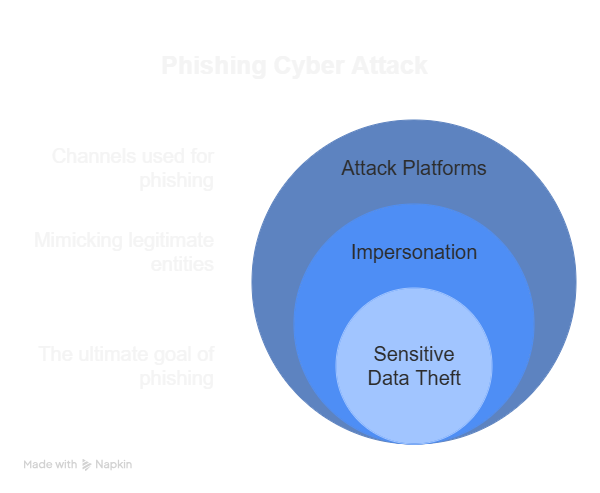 Phishing Cyber Attack
Channels used for
phishing
Attack Platforms
Mimicking legitimate
entities
Impersonation
The ultimate goal of
phishing
Sensitive
Data Theft
Made with Napkin